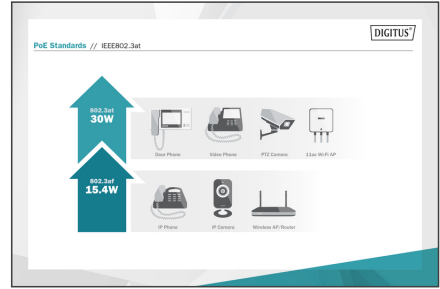 DIGITUS®
PoE Standards // IEEE802.3at
802.3at
30W
Door Phone Video Phone PTZ Camera 11ac Wi-Fi AP
802.3af
15.4W
IP Phone IP Camera Wireless AP/Router